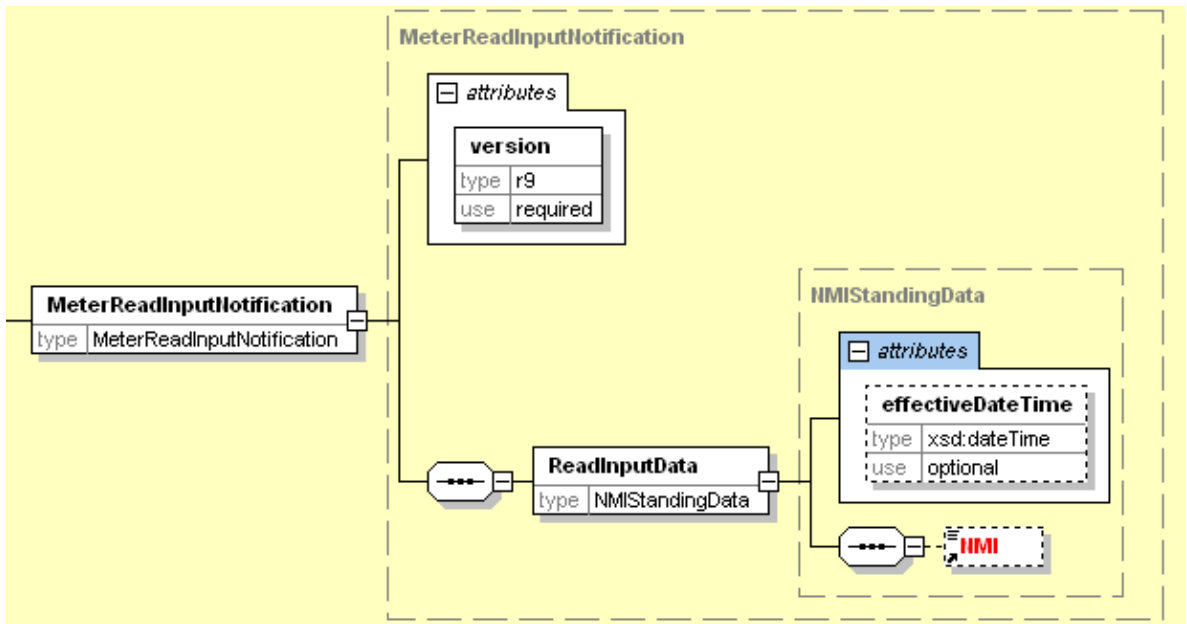 MeterReadInputNotification
attributes
version
type r9
use required
MeterReadInputNotification
type MeterReadInputNotification
NMIStandingData
attributes
effectiveDateTime
type xsd:dateTime
use optional
ReadInputData
type NMIStandingData
NMI